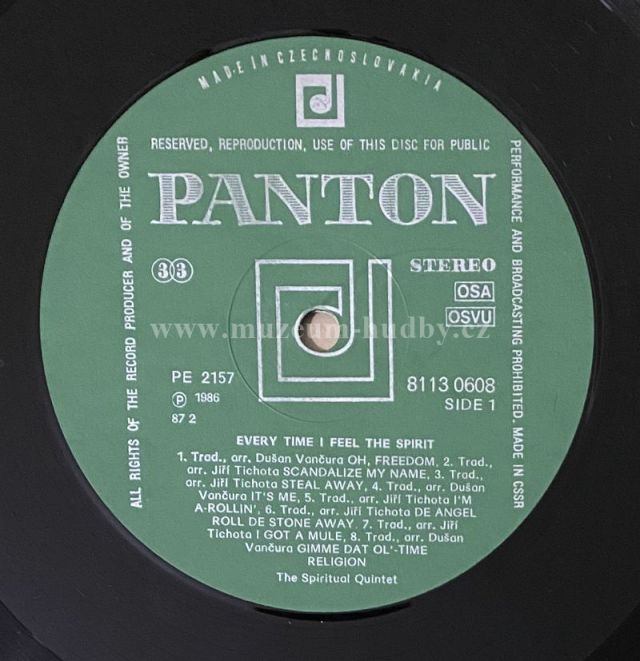 MADE IN CZECHOSLOVAKIA
RESERVED, REPRODUCTION, USE OF THIS DISC FOR PUBLIC
PERFORMANCE AND BROADCASTING PROHIBITED. MADE IN CSSR
ALL RIGHTS OF THE RECORD PRODUCER AND OF THE OWNER
PANTON
33
STEREO
OSA
OSVU
www.muzeum-hudby.cz
PE 2157
Ⓟ 1986
87 2
8113 0608
SIDE 1
EVERY TIME I FEEL THE SPIRIT
1. Trad., arr. Dušan Vančura OH, FREEDOM, 2. Trad.,
arr. Jiří Tichota SCANDALIZE MY NAME, 3. Trad.,
arr. Jiří Tichota STEAL AWAY, 4. Trad., arr. Dušan
Vančura IT'S ME, 5. Trad., arr. Jiří Tichota I'M
A-ROLLIN', 6. Trad., arr. Jiří Tichota DE ANGEL
ROLL DE STONE AWAY, 7. Trad., arr. Jiří
Tichota I GOT A MULE, 8. Trad., arr. Dušan
Vančura GIMME DAT OL'-TIME
RELIGION
The Spiritual Quintet